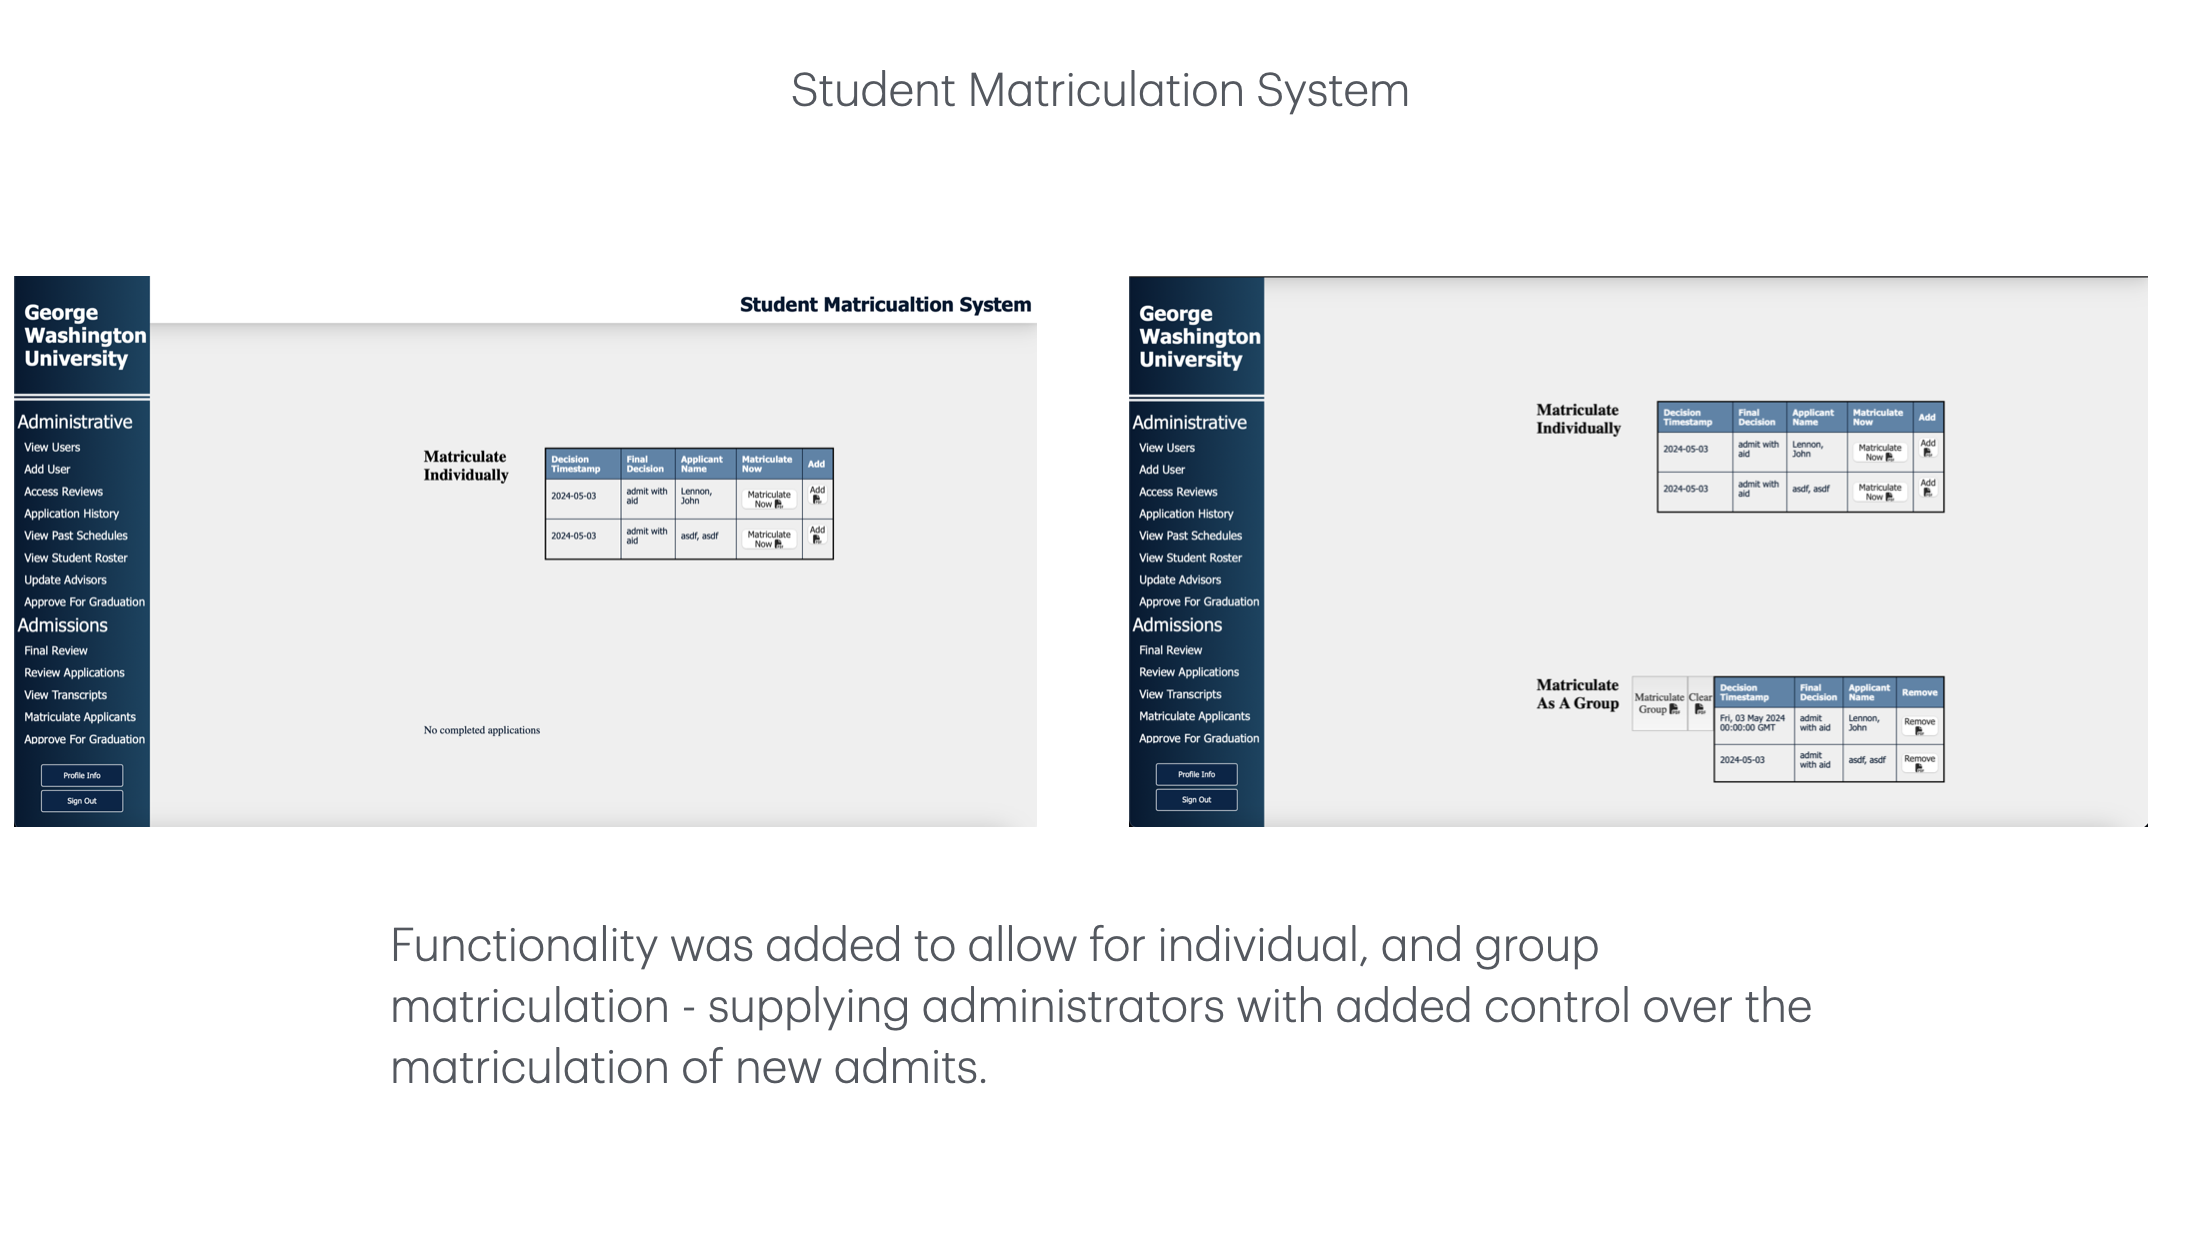 Student Matriculation System
George
Washington
University
Student Matricualtion System
Administrative
View Users
Add User
Access Reviews
Application History
View Past Schedules
View Student Roster
Update Advisors
Approve For Graduation
Admissions
Final Review
Review Applications
View Transcripts
Matriculate Applicants
Approve For Graduation
Profile Info
Sign Out
Matriculate
Individually
Decision Timestamp Final Decision Applicant Name Matriculate Now Add
2024-05-03 admit with aid Lennon, John Matriculate Now Add
2024-05-03 admit with aid asdf, asdf Matriculate Now Add
No completed applications
George
Washington
University
Administrative
View Users
Add User
Access Reviews
Application History
View Past Schedules
View Student Roster
Update Advisors
Approve For Graduation
Admissions
Final Review
Review Applications
View Transcripts
Matriculate Applicants
Approve For Graduation
Profile Info
Sign Out
Matriculate
Individually
Decision Timestamp Final Decision Applicant Name Matriculate Now Add
2024-05-03 admit with aid Lennon, John Matriculate Now Add
2024-05-03 admit with aid asdf, asdf Matriculate Now Add
Matriculate
As A Group
Matriculate Group Clear
Decision Timestamp Final Decision Applicant Name Remove
Fri, 03 May 2024 00:00:00 GMT admit with aid Lennon, John Remove
2024-05-03 admit with aid asdf, asdf Remove
Functionality was added to allow for individual, and group
matriculation - supplying administrators with added control over the
matriculation of new admits.